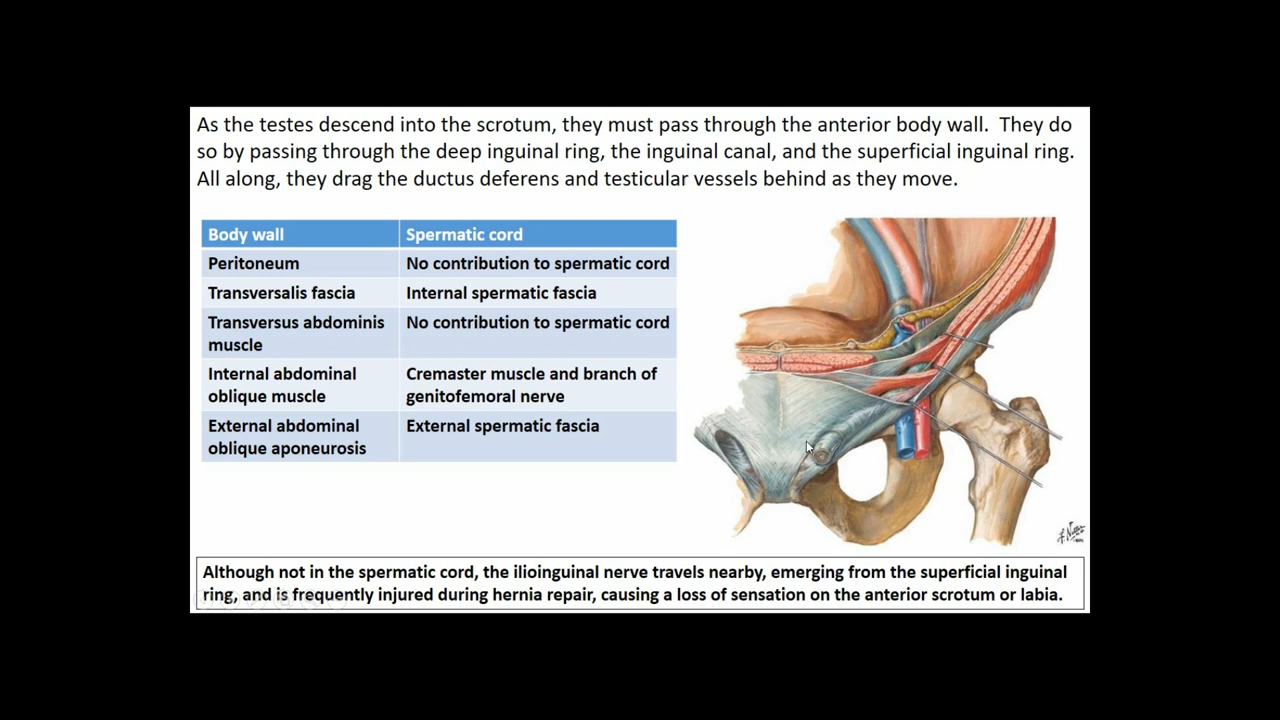 As the testes descend into the scrotum, they must pass through the anterior body wall.  They do
so by passing through the deep inguinal ring, the inguinal canal, and the superficial inguinal ring.
All along, they drag the ductus deferens and testicular vessels behind as they move.
Body wall
Spermatic cord
Peritoneum
No contribution to spermatic cord
Transversalis fascia
Internal spermatic fascia
Transversus abdominis
muscle
No contribution to spermatic cord
Internal abdominal
oblique muscle
Cremaster muscle and branch of
genitofemoral nerve
External abdominal
oblique aponeurosis
External spermatic fascia
Although not in the spermatic cord, the ilioinguinal nerve travels nearby, emerging from the superficial inguinal
ring, and is frequently injured during hernia repair, causing a loss of sensation on the anterior scrotum or labia.